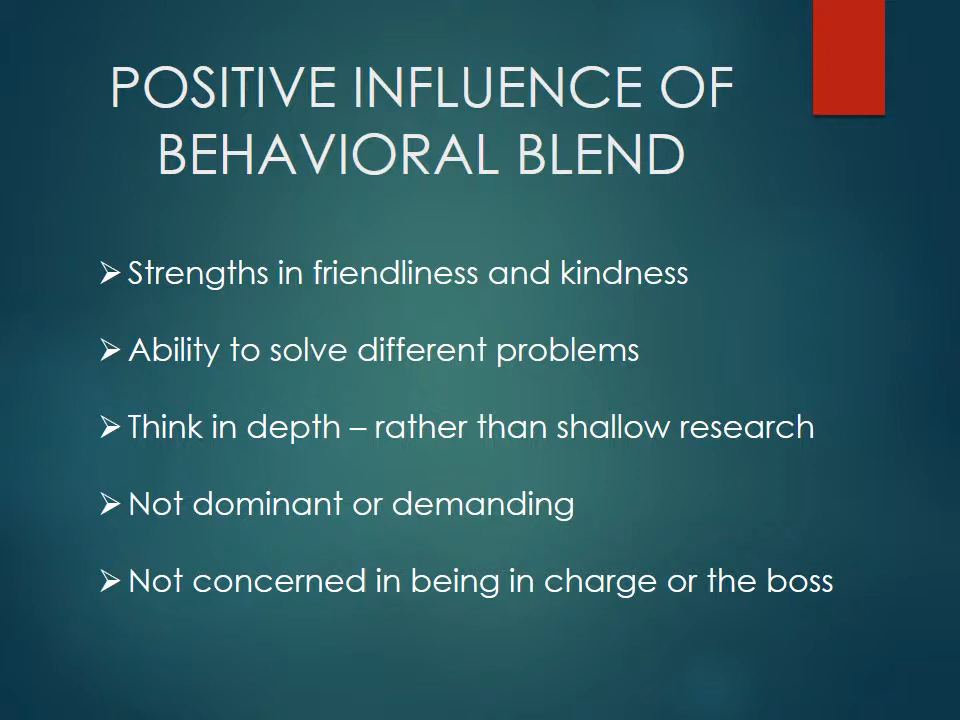 POSITIVE INFLUENCE OF
BEHAVIORAL BLEND
Strengths in friendliness and kindness
Ability to solve different problems
Think in depth – rather than shallow research
Not dominant or demanding
Not concerned in being in charge or the boss